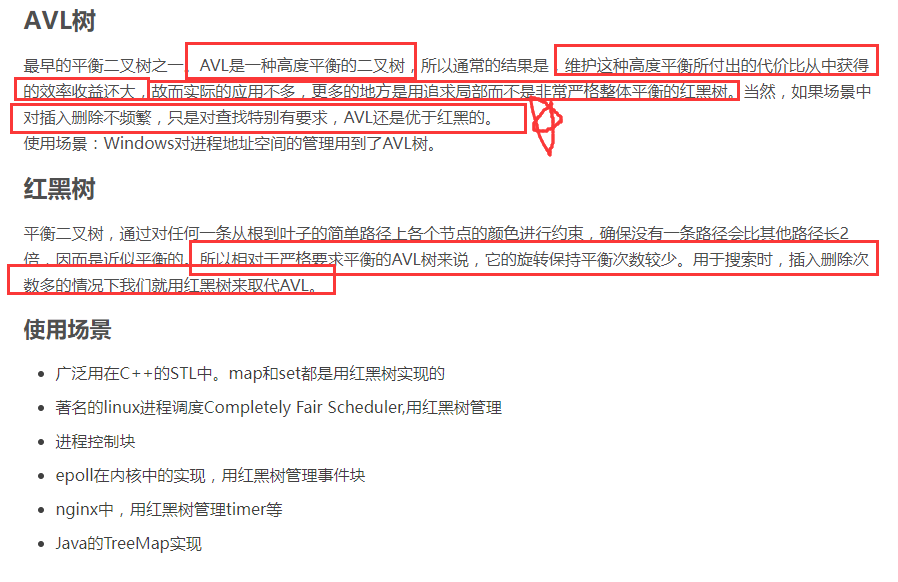 AVL树
最早的平衡二叉树之一。AVL是一种高度平衡的二叉树，所以通常的结果是，维护这种高度平衡所付出的代价比从中获得
的效率收益还大，故而实际的应用不多，更多的地方是用追求局部而不是非常严格整体平衡的红黑树。当然，如果场景中
对插入删除不频繁，只是对查找特别有要求，AVL还是优于红黑的。
使用场景：Windows对进程地址空间的管理用到了AVL树。
红黑树
平衡二叉树，通过对任何一条从根到叶子的简单路径上各个节点的颜色进行约束，确保没有一条路径会比其他路径长2
倍，因而是近似平衡的。所以相对于严格要求平衡的AVL树来说，它的旋转保持平衡次数较少。用于搜索时，插入删除次
数多的情况下我们就用红黑树来取代AVL。
使用场景
广泛用在C++的STL中。map和set都是用红黑树实现的
著名的linux进程调度Completely Fair Scheduler,用红黑树管理
进程控制块
epoll在内核中的实现，用红黑树管理事件块
nginx中，用红黑树管理timer等
Java的TreeMap实现